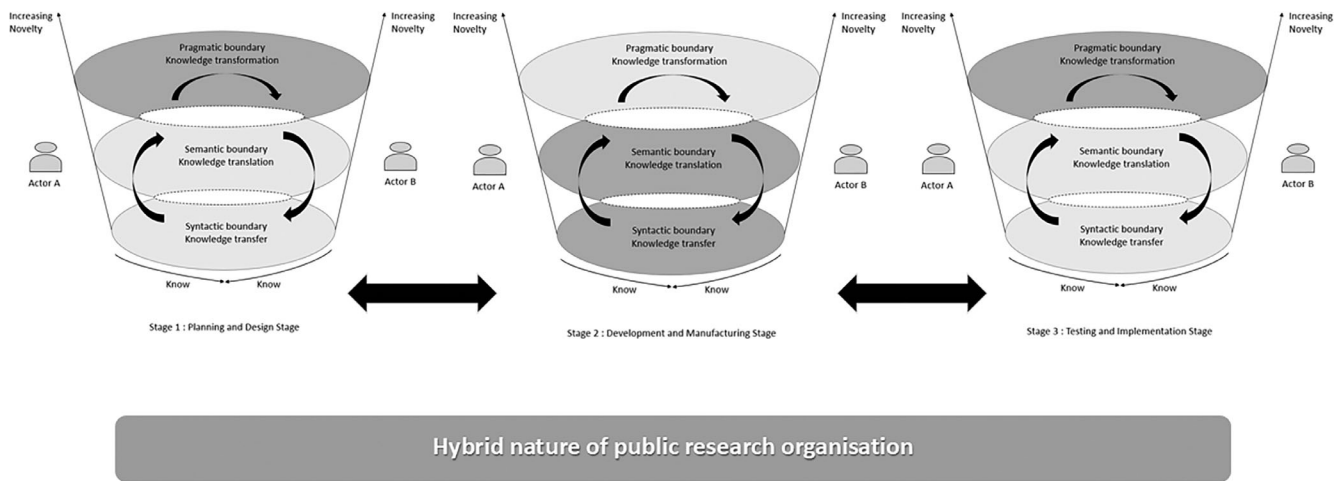 Increasing
Novelty
Increasing
Novelty
Pragmatic boundary
Knowledge transformation
Semantic boundary
Knowledge translation
Syntactic boundary
Knowledge transfer
Actor A
Actor B
Know
Know
Stage 1 : Planning and Design Stage
Increasing
Novelty
Increasing
Novelty
Pragmatic boundary
Knowledge transformation
Semantic boundary
Knowledge translation
Syntactic boundary
Knowledge transfer
Actor A
Actor B
Know
Know
Stage 2 : Development and Manufacturing Stage
Increasing
Novelty
Increasing
Novelty
Pragmatic boundary
Knowledge transformation
Semantic boundary
Knowledge translation
Syntactic boundary
Knowledge transfer
Actor A
Actor B
Know
Know
Stage 3 : Testing and Implementation Stage
Hybrid nature of public research organisation